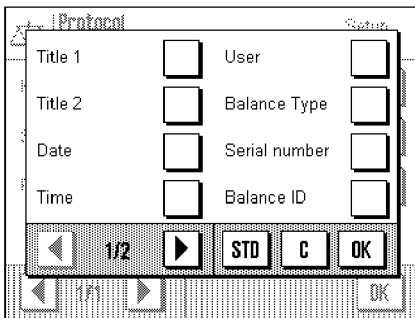 Protocol Setup
Title 1 User
Title 2 Balance Type
Date Serial number
Time Balance ID
1/2 STD C OK
1/1 OK